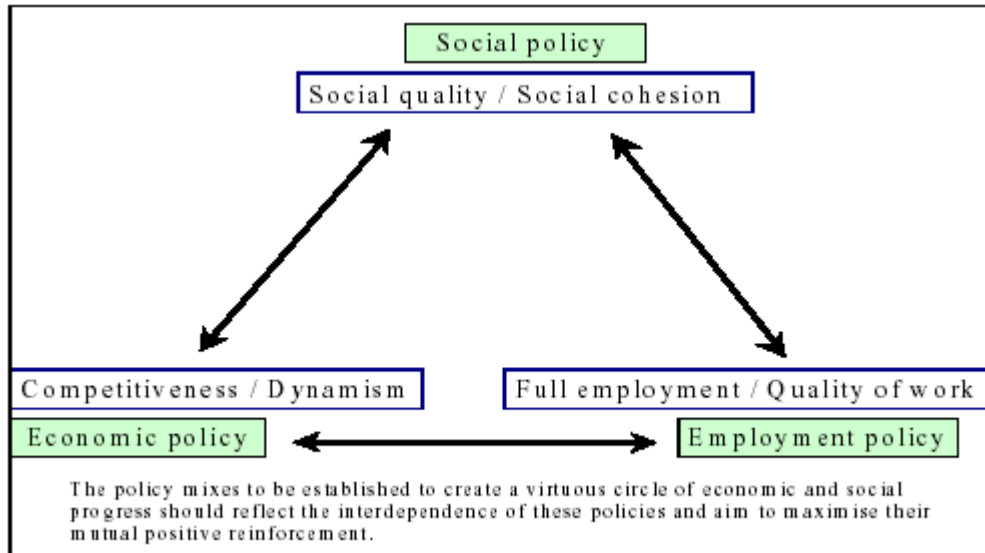 Social policy
Social quality / Social cohesion
Competitiveness / Dynamism
Full employment / Quality of work
Economic policy
Employment policy
The policy mixes to be established to create a virtuous circle of economic and social
progress should reflect the interdependence of these policies and aim to maximise their
mutual positive reinforcement.